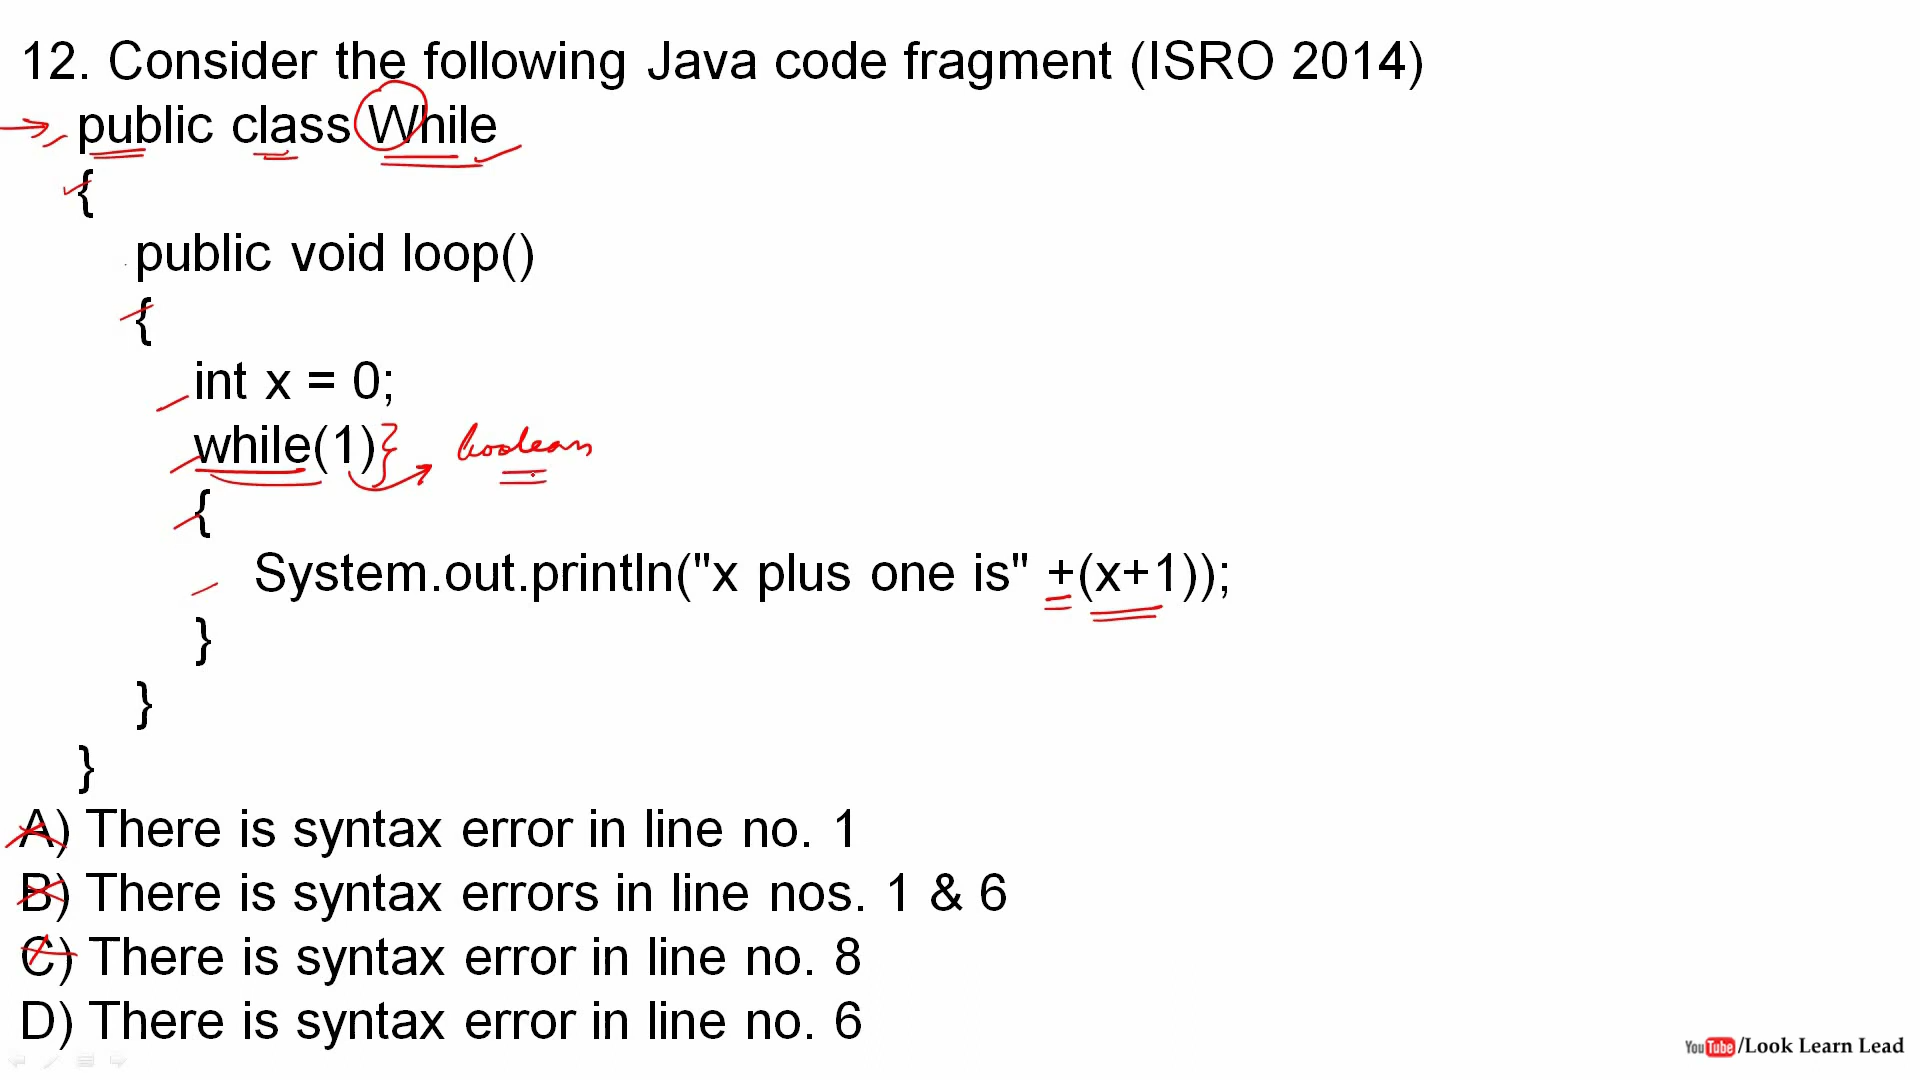 12. Consider the following Java code fragment (ISRO 2014)
public class While
{
public void loop()
{
int x = 0;
while(1)} boolean
{
System.out.println("x plus one is" +(x+1));
}
}
}
A) There is syntax error in line no. 1
B) There is syntax errors in line nos. 1 & 6
C) There is syntax error in line no. 8
D) There is syntax error in line no. 6
YouTube/Look Learn Lead